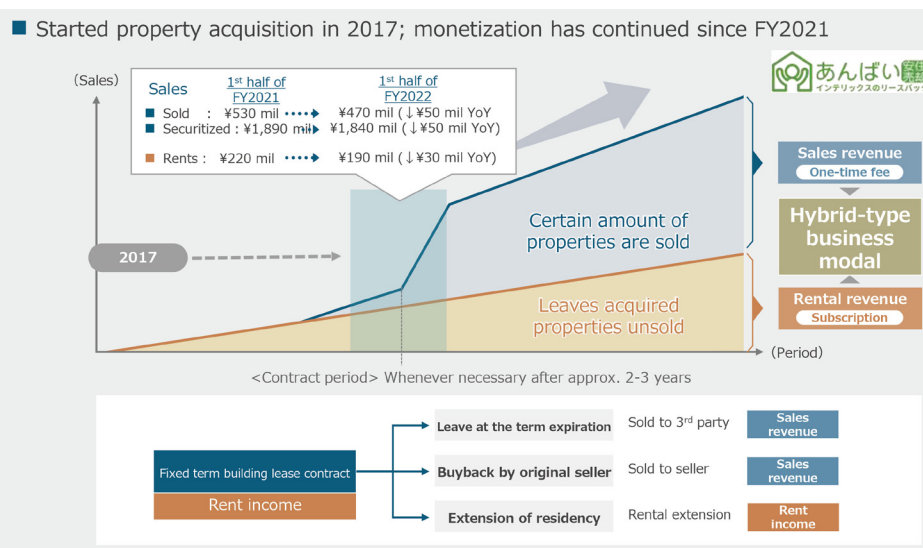 ■ Started property acquisition in 2017; monetization has continued since FY2021
(Sales)
Sales
1st half of
FY2021
1st half of
FY2022
■ Sold : ¥530 mil ¥470 mil (↓¥50 mil YoY
■ Securitized : ¥1,890 mil ¥1,840 mil (↓¥50 mil YoY)
■ Rents : ¥220 mil ¥190 mil (↓¥30 mil YoY)
あんばい
インテリックスのリースバック
2017
Certain amount of
properties are sold
Leaves acquired
properties unsold
Sales revenue
One-time fee
Hybrid-type
business
modal
Rental revenue
Subscription
(Period)
<Contract period> Whenever necessary after approx. 2-3 years
Fixed term building lease contract
Rent income
Leave at the term expiration
Sold to 3rd party
Sales
revenue
Buyback by original seller
Sold to seller
Sales
revenue
Extension of residency
Rental extension
Rent
income